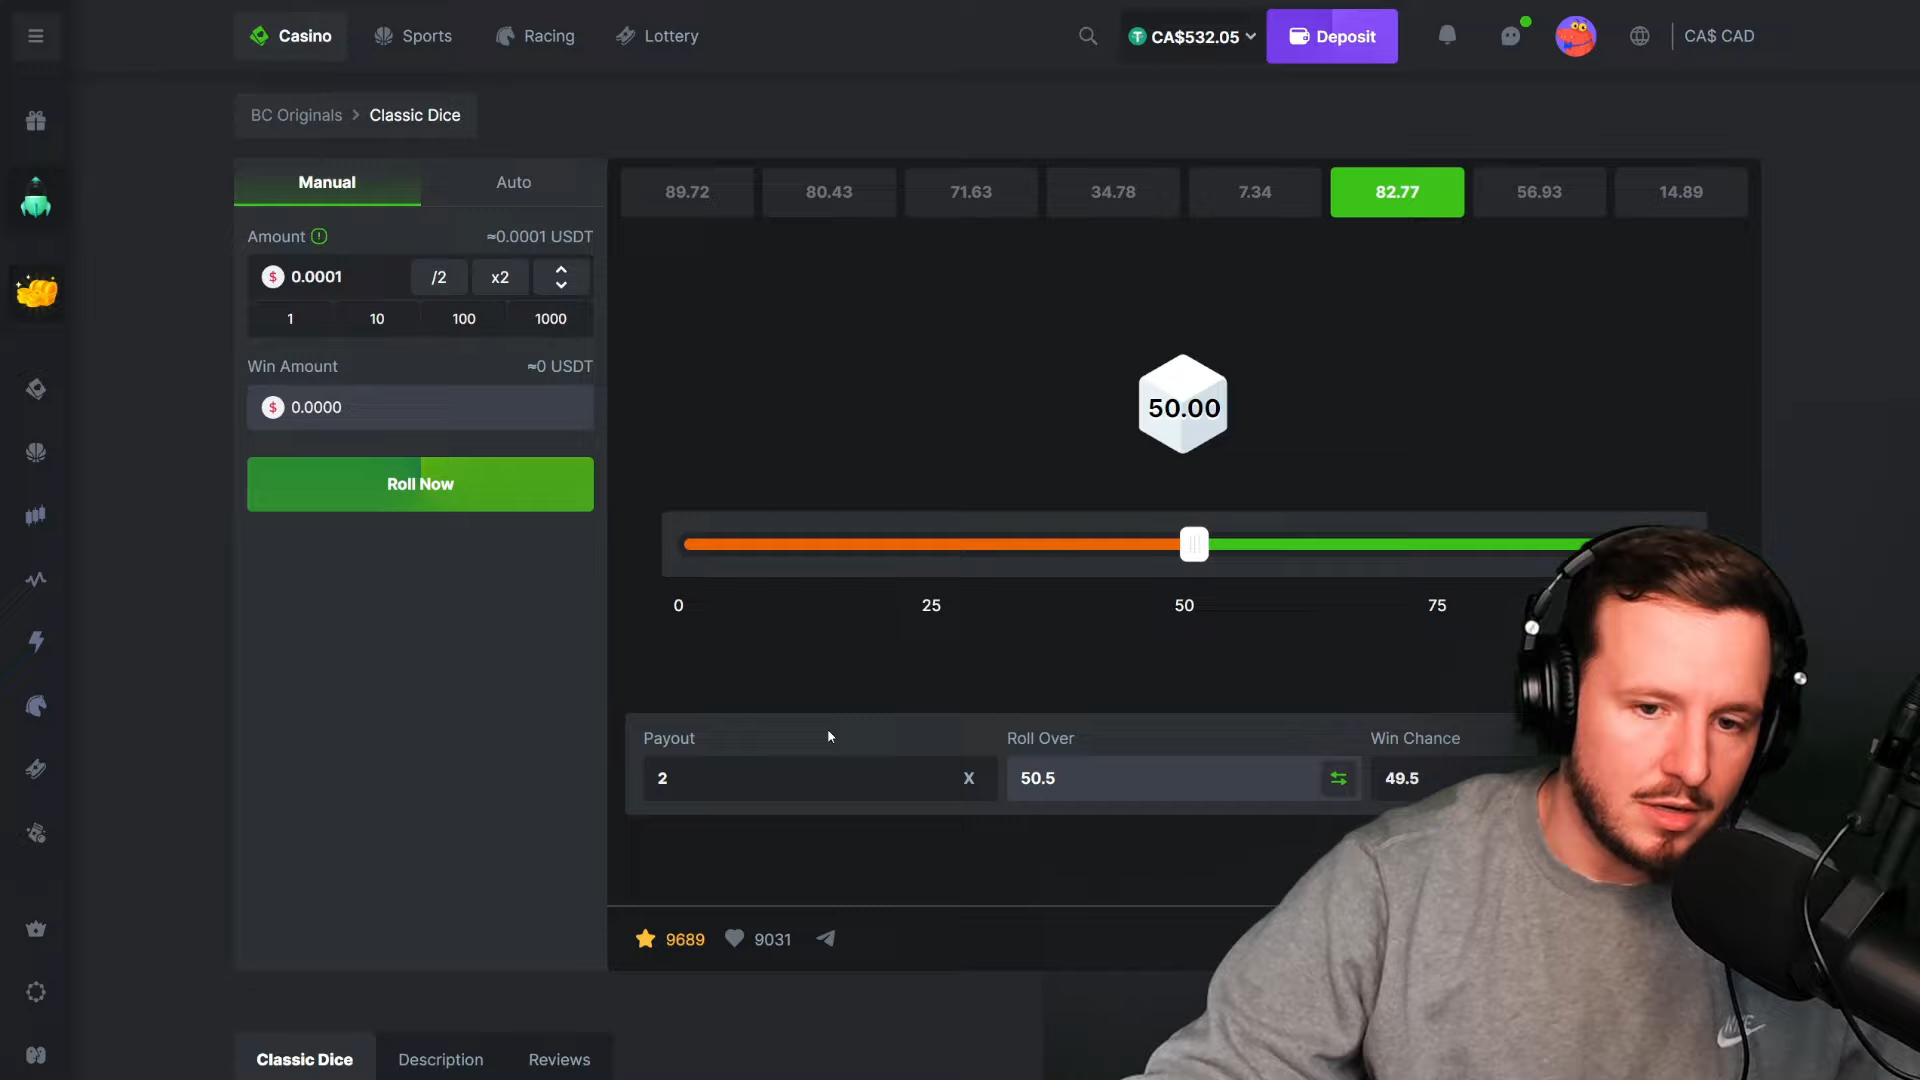 Casino Sports Racing Lottery CA$532.05 Deposit CA$ CAD
BC Originals > Classic Dice
Manual Auto
89.72 80.43 71.63 34.78 7.34 82.77 56.93 14.89
Amount ≈0.0001 USDT
$ 0.0001 /2 x2
1 10 100 1000
Win Amount ≈0 USDT
$ 0.0000
50.00
Roll Now
0 25 50 75
Payout Roll Over Win Chance
2 X 50.5 49.5
9689 9031
Classic Dice Description Reviews